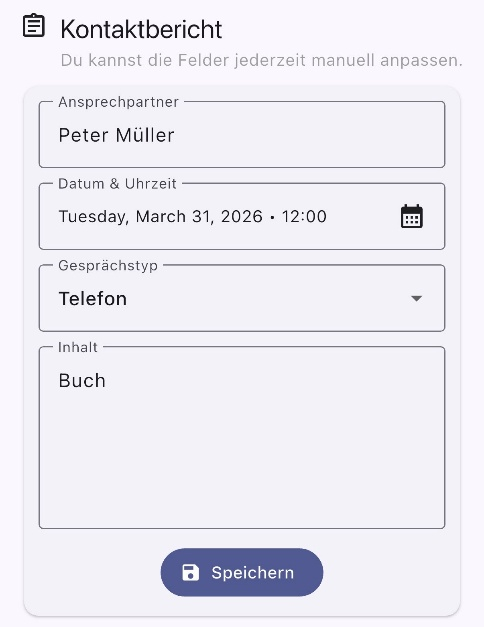 Kontaktbericht
Du kannst die Felder jederzeit manuell anpassen.
Ansprechpartner
Peter Müller
Datum & Uhrzeit
Tuesday, March 31, 2026 • 12:00
Gesprächstyp
Telefon
Inhalt
Buch
Speichern